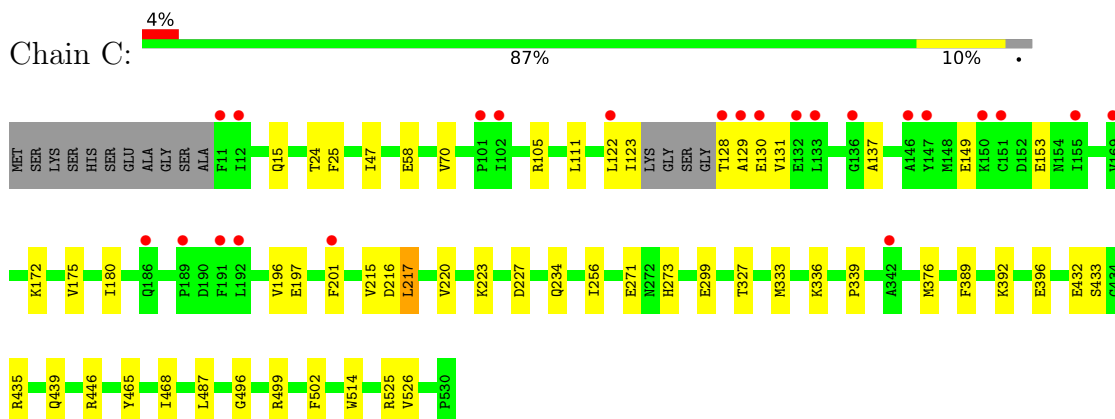 4%
Chain C:
87% 10% •
MET SER LYS SER HIS SER GLU ALA GLY SER ALA F11 I12 Q15 T24 F25 I47 E58 V70 P101 I102 R105 L111 L122 I123 LYS GLY SER GLY T128 A129 E130 V131 E132 L133 G136 A137 A146 Y147 M148 E149 K150 C151 D152 E153 N154 I155 V169
K172 V175 I180 Q186 P189 D190 F191 L192 V196 E197 F201 V215 D216 L217 V220 K223 D227 Q234 I256 E271 N272 H273 E299 T327 M333 K336 P339 A342 M376 F389 K392 E396 E432 S433 G434
R435 Q439 R446 Y465 I468 L487 G496 R499 F502 W514 R525 V526 P530